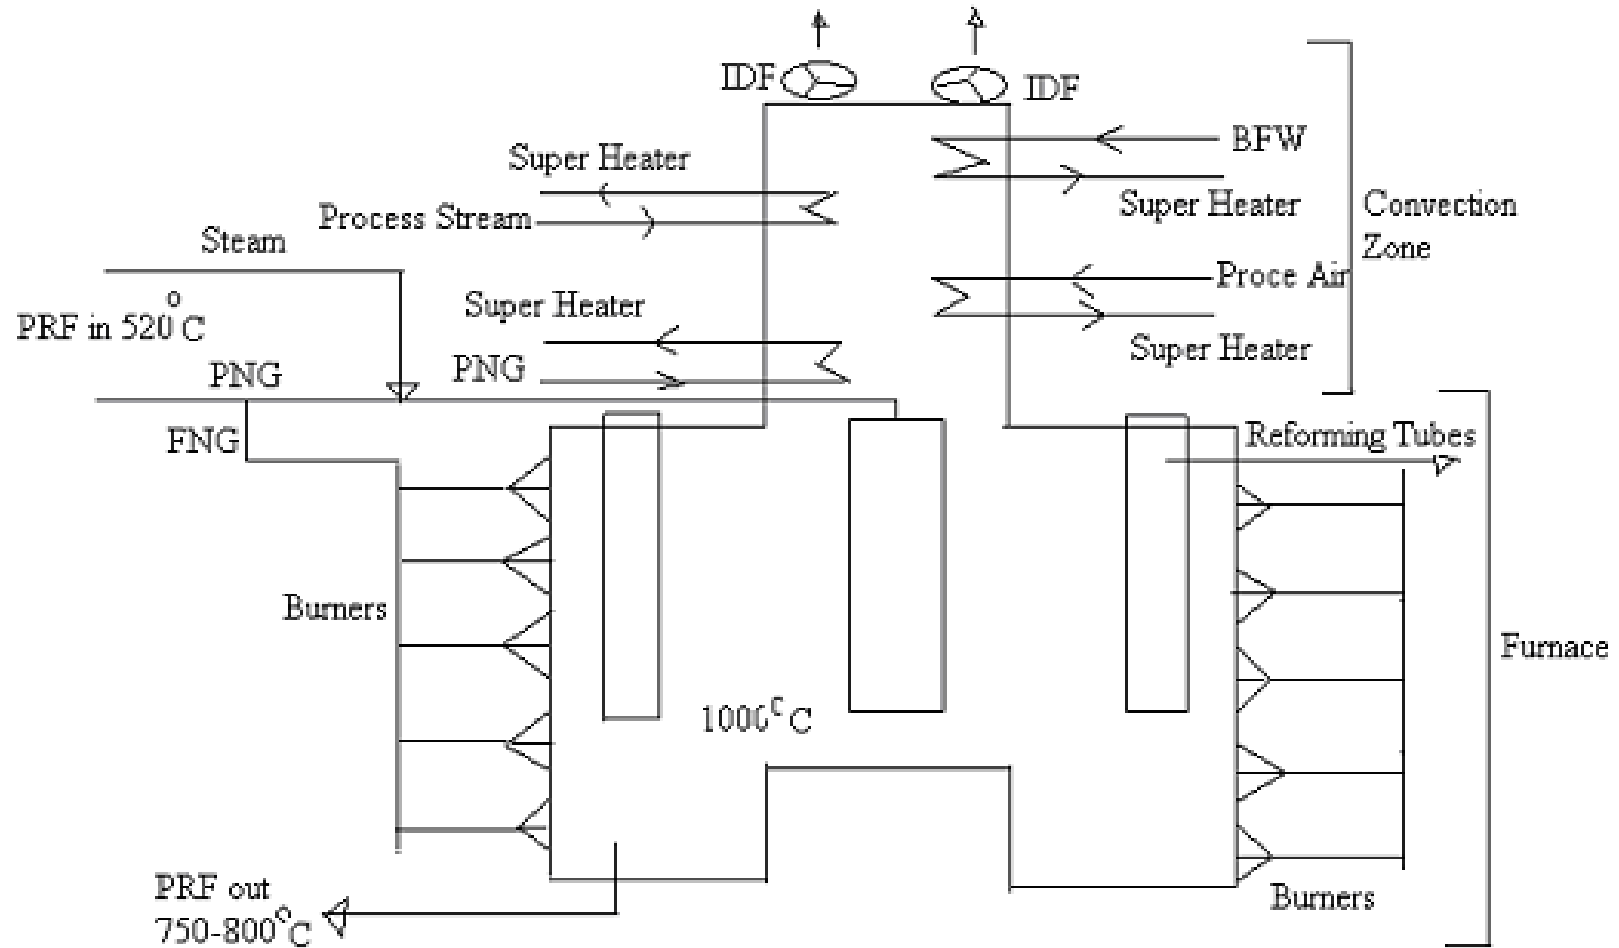 IDF
IDF
BFW
Super Heater
Process Stream
Super Heater
Convection
Zone
Steam
Proce Air
Super Heater
PRF in 520°C
Super Heater
PNG
PNG
FNG
Reforming Tubes
Burners
Furnace
1000°C
PRF out
750-800°C
Burners